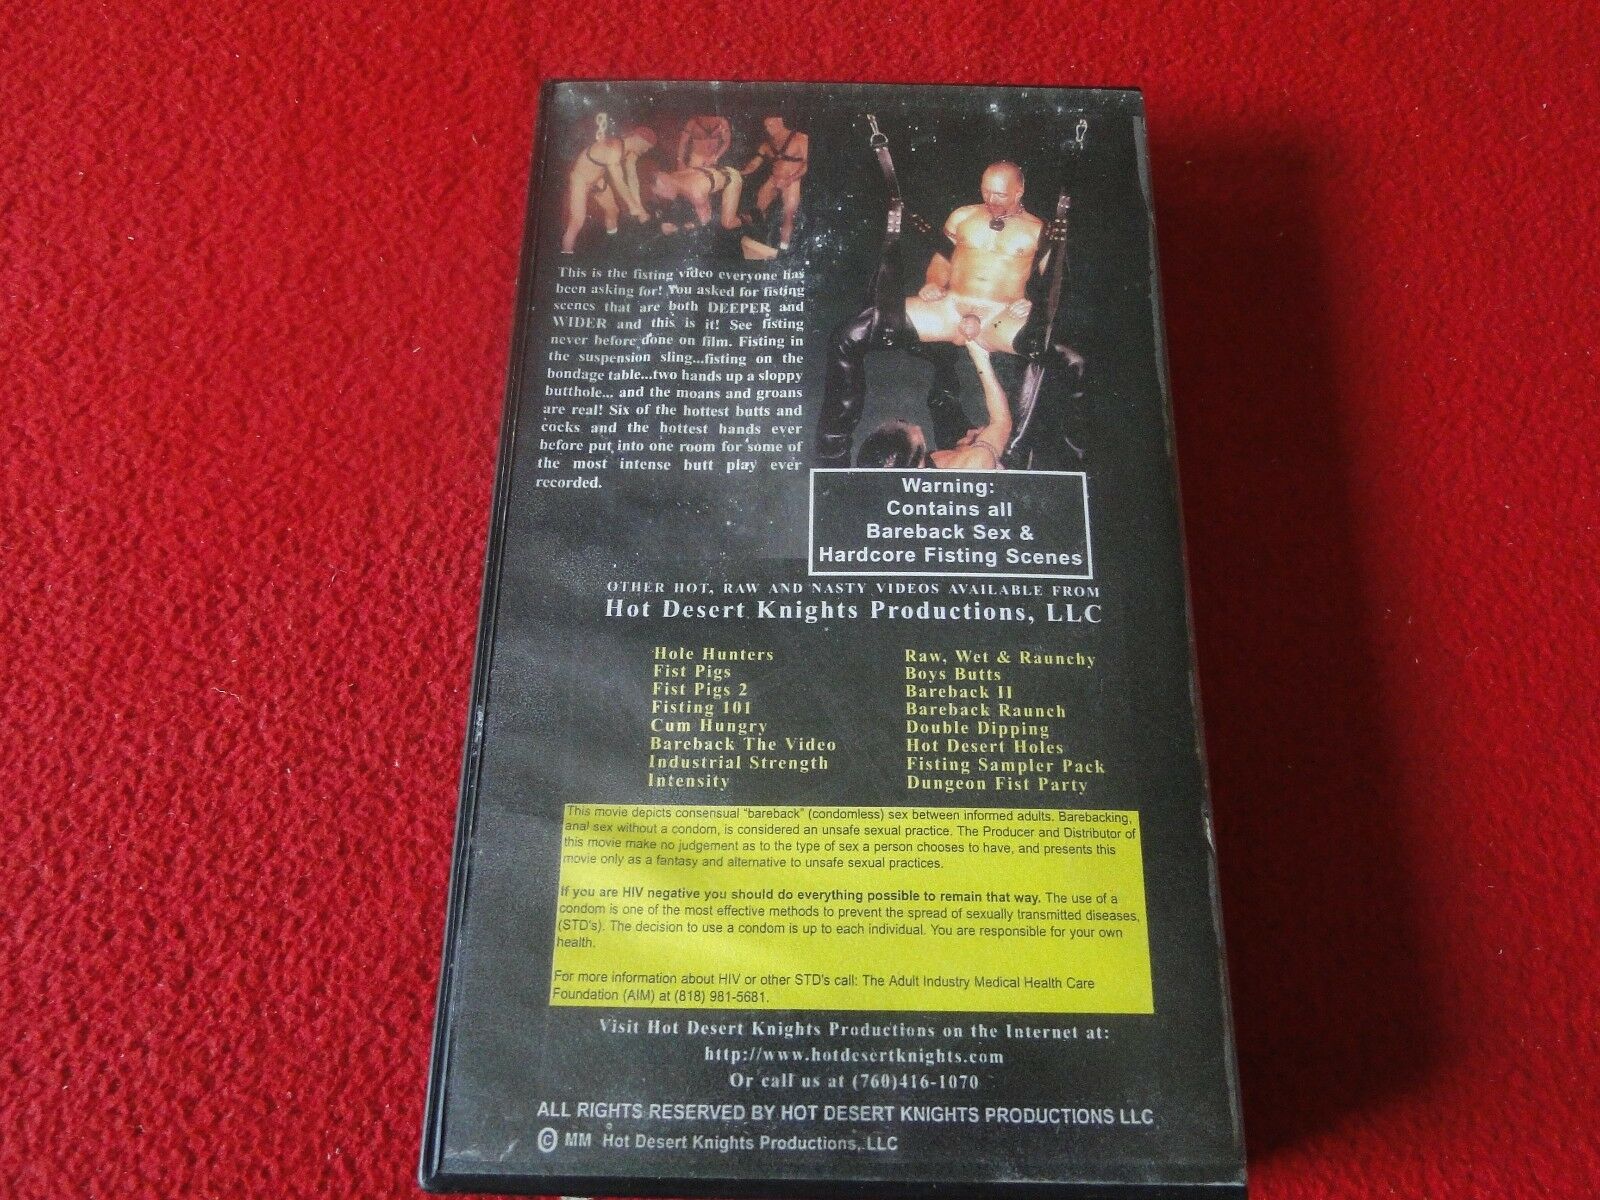 This is the fisting video everyone has
been asking for! You asked for fisting
scenes that are both DEEPER and
WIDER and this is it! See fisting
never before done on film. Fisting in
the suspension sling...fisting on the
bondage table...two hands up a sloppy
butthole... and the moans and groans
are real! Six of the hottest butts and
cocks and the hottest hands ever
before put into one room for some of
the most intense butt play ever
recorded.
Warning:
Contains all
Bareback Sex &
Hardcore Fisting Scenes
OTHER HOT, RAW AND NASTY VIDEOS AVAILABLE FROM
Hot Desert Knights Productions, LLC
Hole Hunters
Fist Pigs
Fist Pigs 2
Fisting 101
Cum Hungry
Bareback The Video
Industrial Strength
Intensity
Raw, Wet & Raunchy
Boys Butts
Bareback II
Bareback Raunch
Double Dipping
Hot Desert Holes
Fisting Sampler Pack
Dungeon Fist Party
This movie depicts consensual "bareback" (condomless) sex between informed adults. Barebacking,
anal sex without a condom, is considered an unsafe sexual practice. The Producer and Distributor of
this movie make no judgement as to the type of sex a person chooses to have, and presents this
movie only as a fantasy and alternative to unsafe sexual practices.
If you are HIV negative you should do everything possible to remain that way. The use of a
condom is one of the most effective methods to prevent the spread of sexually transmitted diseases,
(STD's). The decision to use a condom is up to each individual. You are responsible for your own
health.
For more information about HIV or other STD's call: The Adult Industry Medical Health Care
Foundation (AIM) at (818) 981-5681.
Visit Hot Desert Knights Productions on the Internet at:
http://www.hotdesertknights.com
Or call us at (760)416-1070
ALL RIGHTS RESERVED BY HOT DESERT KNIGHTS PRODUCTIONS LLC
© MM Hot Desert Knights Productions, LLC